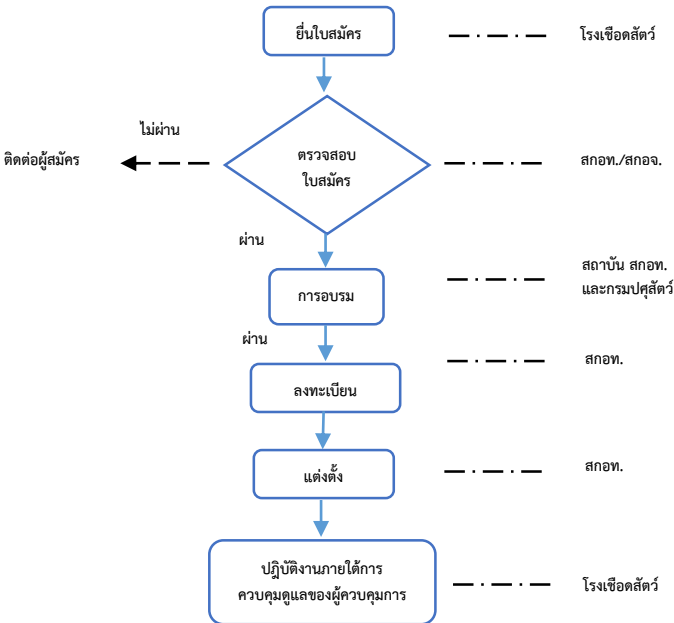 ยื่นใบสมัคร
โรงเชือดสัตว์
ไม่ผ่าน
ติดต่อผู้สมัคร
ตรวจสอบ
ใบสมัคร
สกอท./สกอจ.
ผ่าน
สถาบัน สกอท.
และกรมปศุสัตว์
การอบรม
ผ่าน
สกอท.
ลงทะเบียน
แต่งตั้ง
สกอท.
ปฏิบัติงานภายใต้การ
ควบคุมดูแลของผู้ควบคุมการ
โรงเชือดสัตว์